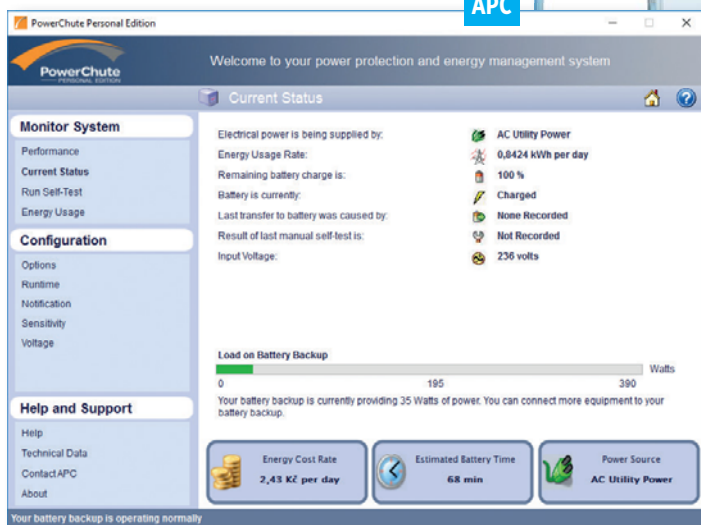 APC
PowerChute Personal Edition
PowerChute
PERSONAL EDITION
Welcome to your power protection and energy management system
Current Status
Monitor System
Performance
Current Status
Run Self-Test
Energy Usage
Configuration
Options
Runtime
Notification
Sensitivity
Voltage
Help and Support
Help
Technical Data
Contact APC
About
Electrical power is being supplied by: AC Utility Power
Energy Usage Rate: 0,8424 kWh per day
Remaining battery charge is: 100 %
Battery is currently: Charged
Last transfer to battery was caused by: None Recorded
Result of last manual self-test is: Not Recorded
Input Voltage: 236 volts
Load on Battery Backup
Watts
0 195 390
Your battery backup is currently providing 35 Watts of power. You can connect more equipment to your
battery backup.
Energy Cost Rate
2,43 Kč per day
Estimated Battery Time
68 min
Power Source
AC Utility Power
Your battery backup is operating normally